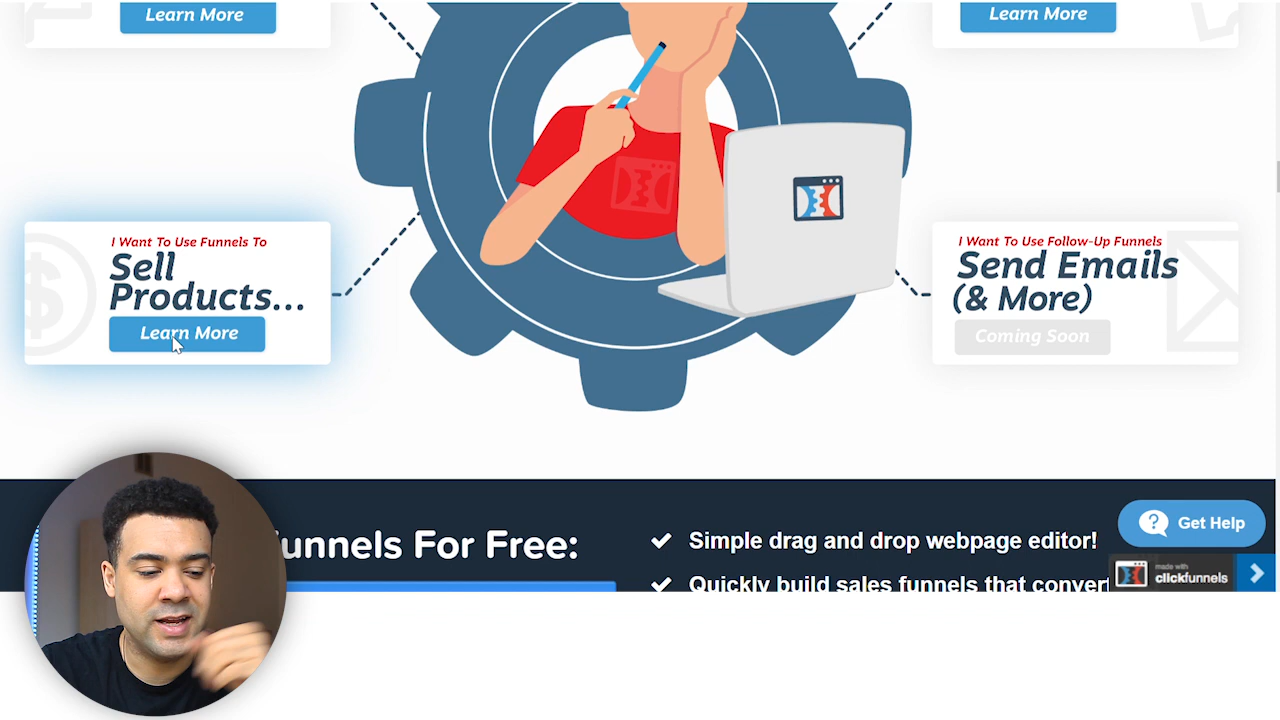 Learn More
Learn More
I Want To Use Funnels To
Sell
Products...
Learn More
I Want To Use Follow-Up Funnels
Send Emails
(& More)
Coming Soon
unnels For Free:
Simple drag and drop webpage editor!
Quickly build sales funnels that convert
Get Help
made with
clickfunnels